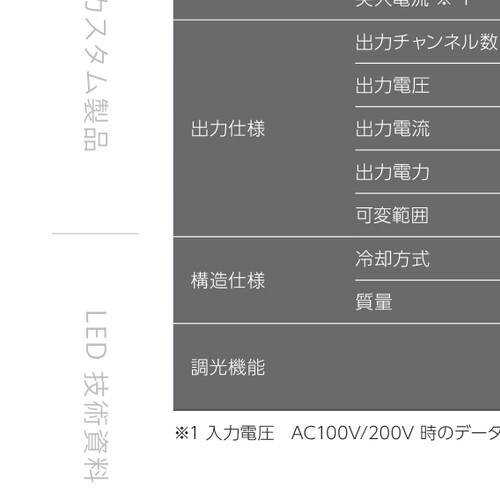 カスタム製品
LED 技術資料
突入電流 ※ 1
出力仕様
出力チャンネル数
出力電圧
出力電流
出力電力
可変範囲
構造仕様
冷却方式
質量
調光機能
※1 入力電圧　AC100V/200V 時のデータ